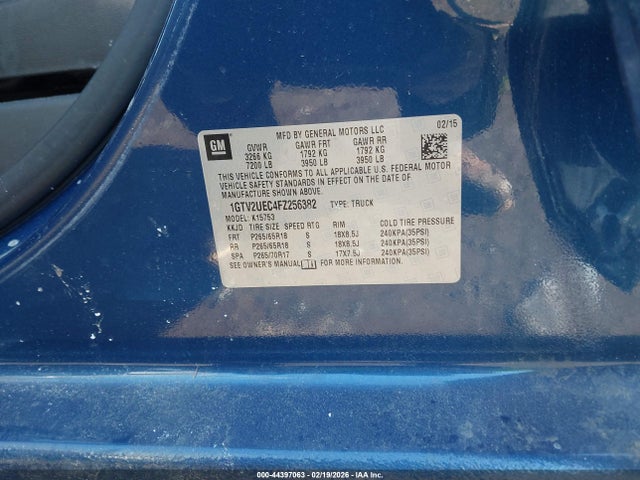 GM
MFD BY GENERAL MOTORS LLC
02/15
GVWR GAWR FRT GAWR RR
3266 KG 1792 KG 1792 KG
7200 LB 3950 LB 3950 LB
THIS VEHICLE CONFORMS TO ALL APPLICABLE U.S. FEDERAL MOTOR
VEHICLE SAFETY STANDARDS IN EFFECT ON THE DATE OF
MANUFACTURE SHOWN ABOVE.
1GTV2UEC4FZ256382 TYPE: TRUCK
MODEL: K15753
KKJD TIRE SIZE SPEED RTG RIM COLD TIRE PRESSURE
FRT P265/65R18 S 18X8.5J 240KPA(35PSI)
RR P265/65R18 S 18X8.5J 240KPA(35PSI)
SPA P265/70R17 S 17X7.5J 240KPA(35PSI)
SEE OWNER'S MANUAL FOR MORE INFORMATION.
000-44397063 - 02/19/2026 - IAA, Inc.